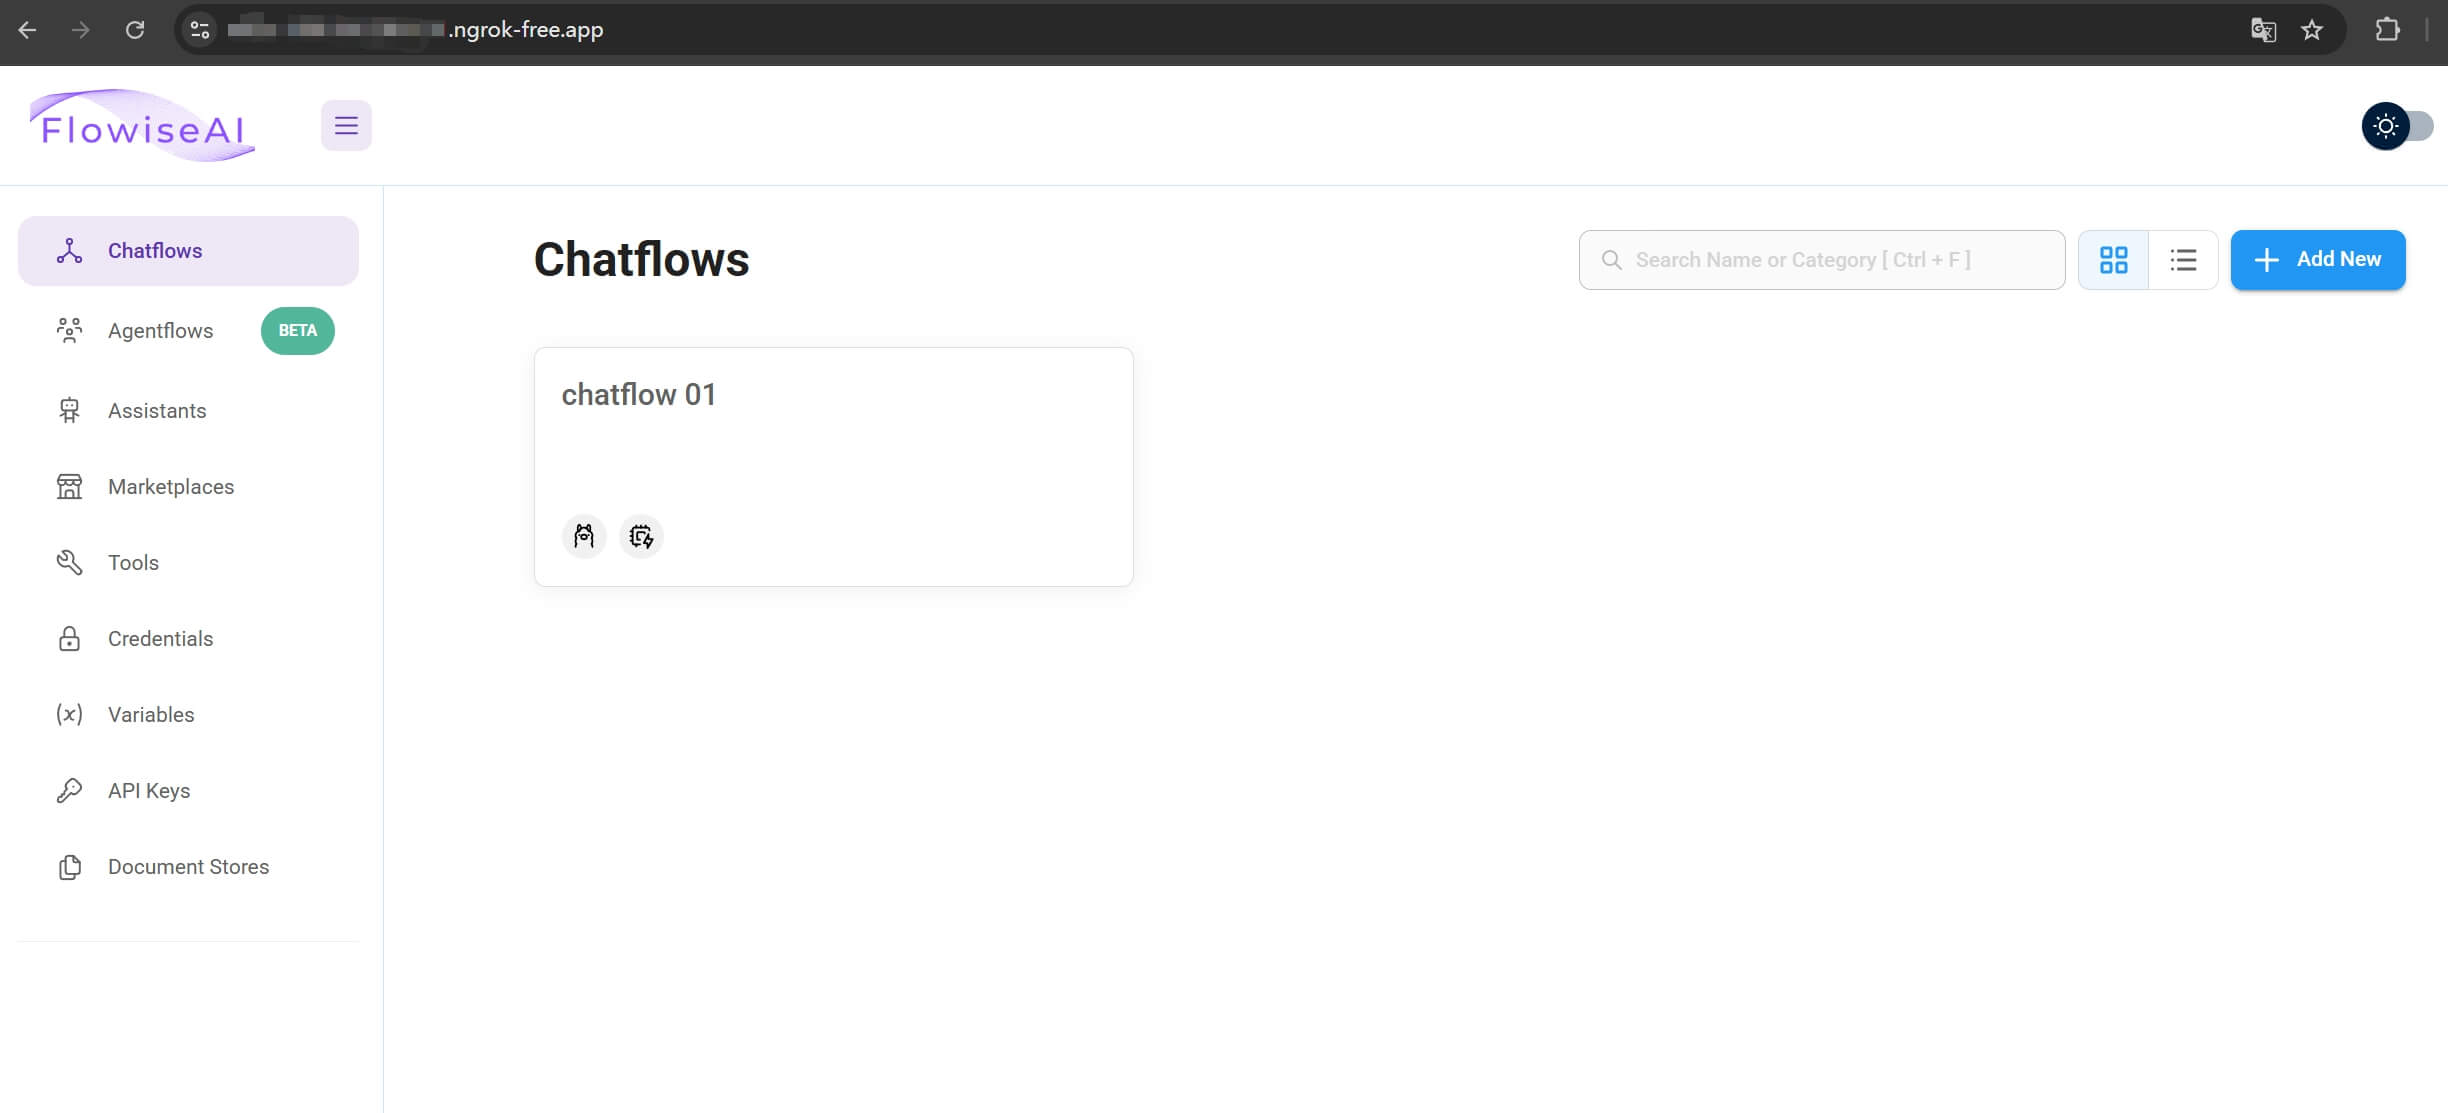 .ngrok-free.app
FlowiseAI
Chatflows
Agentflows BETA
Assistants
Marketplaces
Tools
Credentials
Variables
API Keys
Document Stores
Chatflows
Search Name or Category [ Ctrl + F ]
Add New
chatflow 01